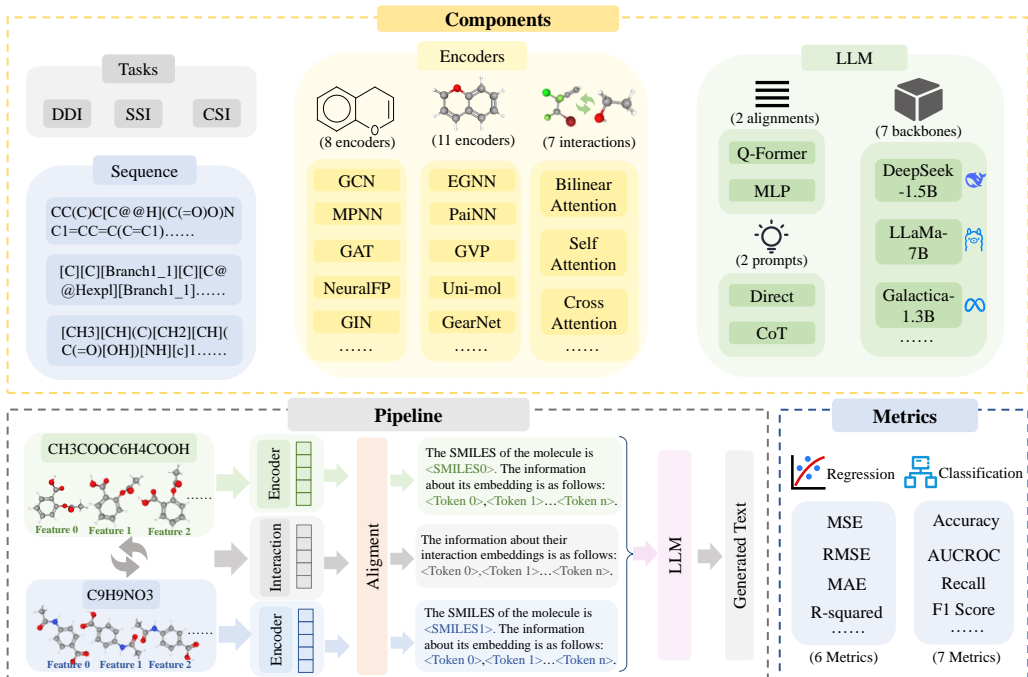 Components
Tasks
DDI
SSI
CSI
Sequence
CC(C)C[C@@H](C(=O)O)N
C1=CC=C(C=C1)……
[C][C][Branch1_1][C][C@
@Hexpl][Branch1_1]……
[CH3][CH](C)[CH2][CH](
C(=O)[OH])[NH][c]1……
Encoders
O
(8 encoders)
(11 encoders)
(7 interactions)
GCN
MPNN
GAT
NeuralFP
GIN
……
EGNN
PaiNN
GVP
Uni-mol
GearNet
……
Bilinear
Attention
Self
Attention
Cross
Attention
……
LLM
(2 alignments)
Q-Former
MLP
(2 prompts)
Direct
CoT
(7 backbones)
DeepSeek
-1.5B
LLaMa-
7B
Galactica-
1.3B
……
Pipeline
CH3COOC6H4COOH
……
Feature 0
Feature 1
Feature 2
C9H9NO3
……
Feature 0
Feature 1
Feature 2
Encoder
Interaction
Encoder
Aligment
The SMILES of the molecule is
<SMILES0>. The information
about its embedding is as follows:
<Token 0>,<Token 1>…<Token n>.
The information about their
interaction embeddings is as follows:
<Token 0>,<Token 1>…<Token n>.
The SMILES of the molecule is
<SMILES1>. The information
about its embedding is as follows:
<Token 0>,<Token 1>…<Token n>.
LLM
Generated Text
Metrics
Regression
Classification
MSE
RMSE
MAE
R-squared
……
(6 Metrics)
Accuracy
AUCROC
Recall
F1 Score
……
(7 Metrics)